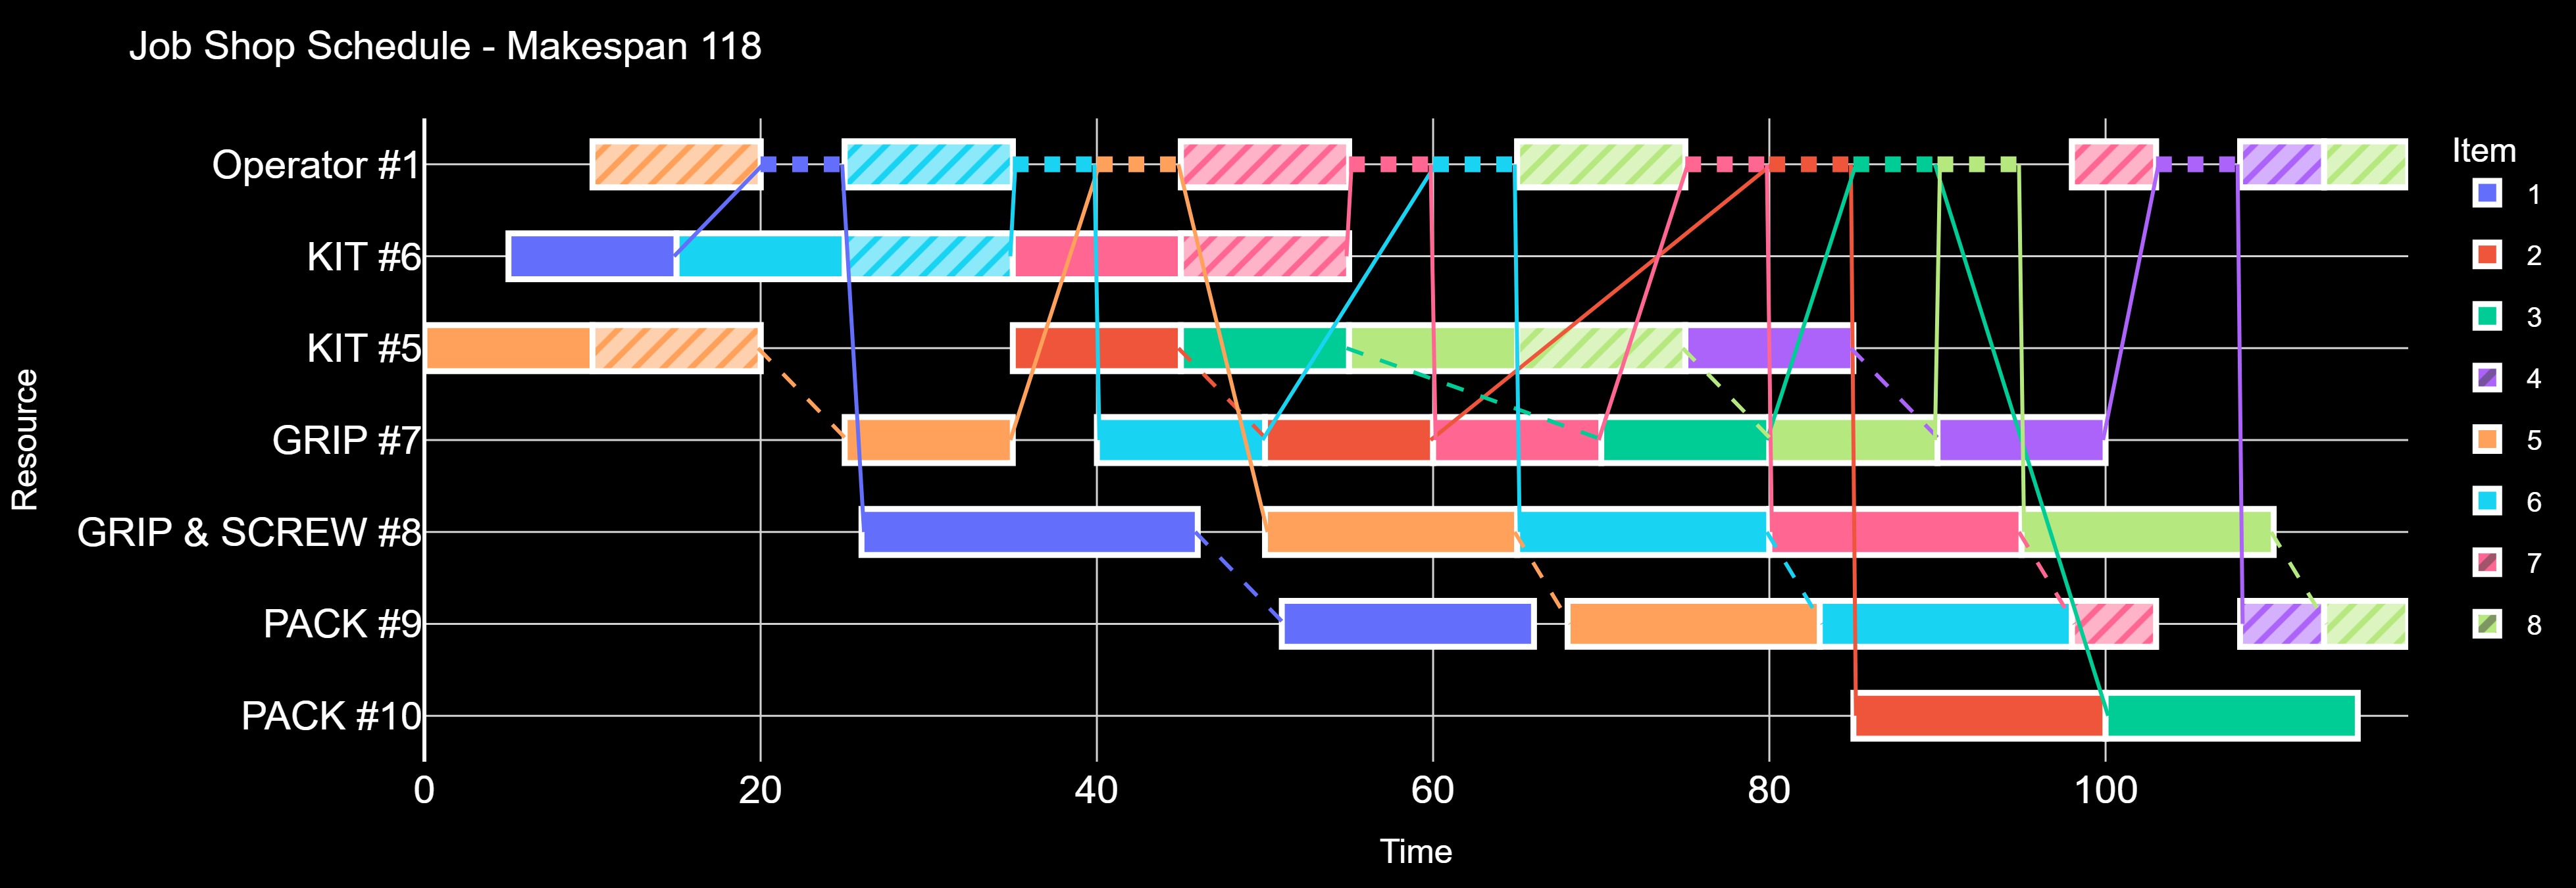 Job Shop Schedule - Makespan 118
Operator #1
KIT #6
KIT #5
GRIP #7
GRIP & SCREW #8
PACK #9
PACK #10
Resource
0 20 40 60 80 100
Time
Item
1
2
3
4
5
6
7
8